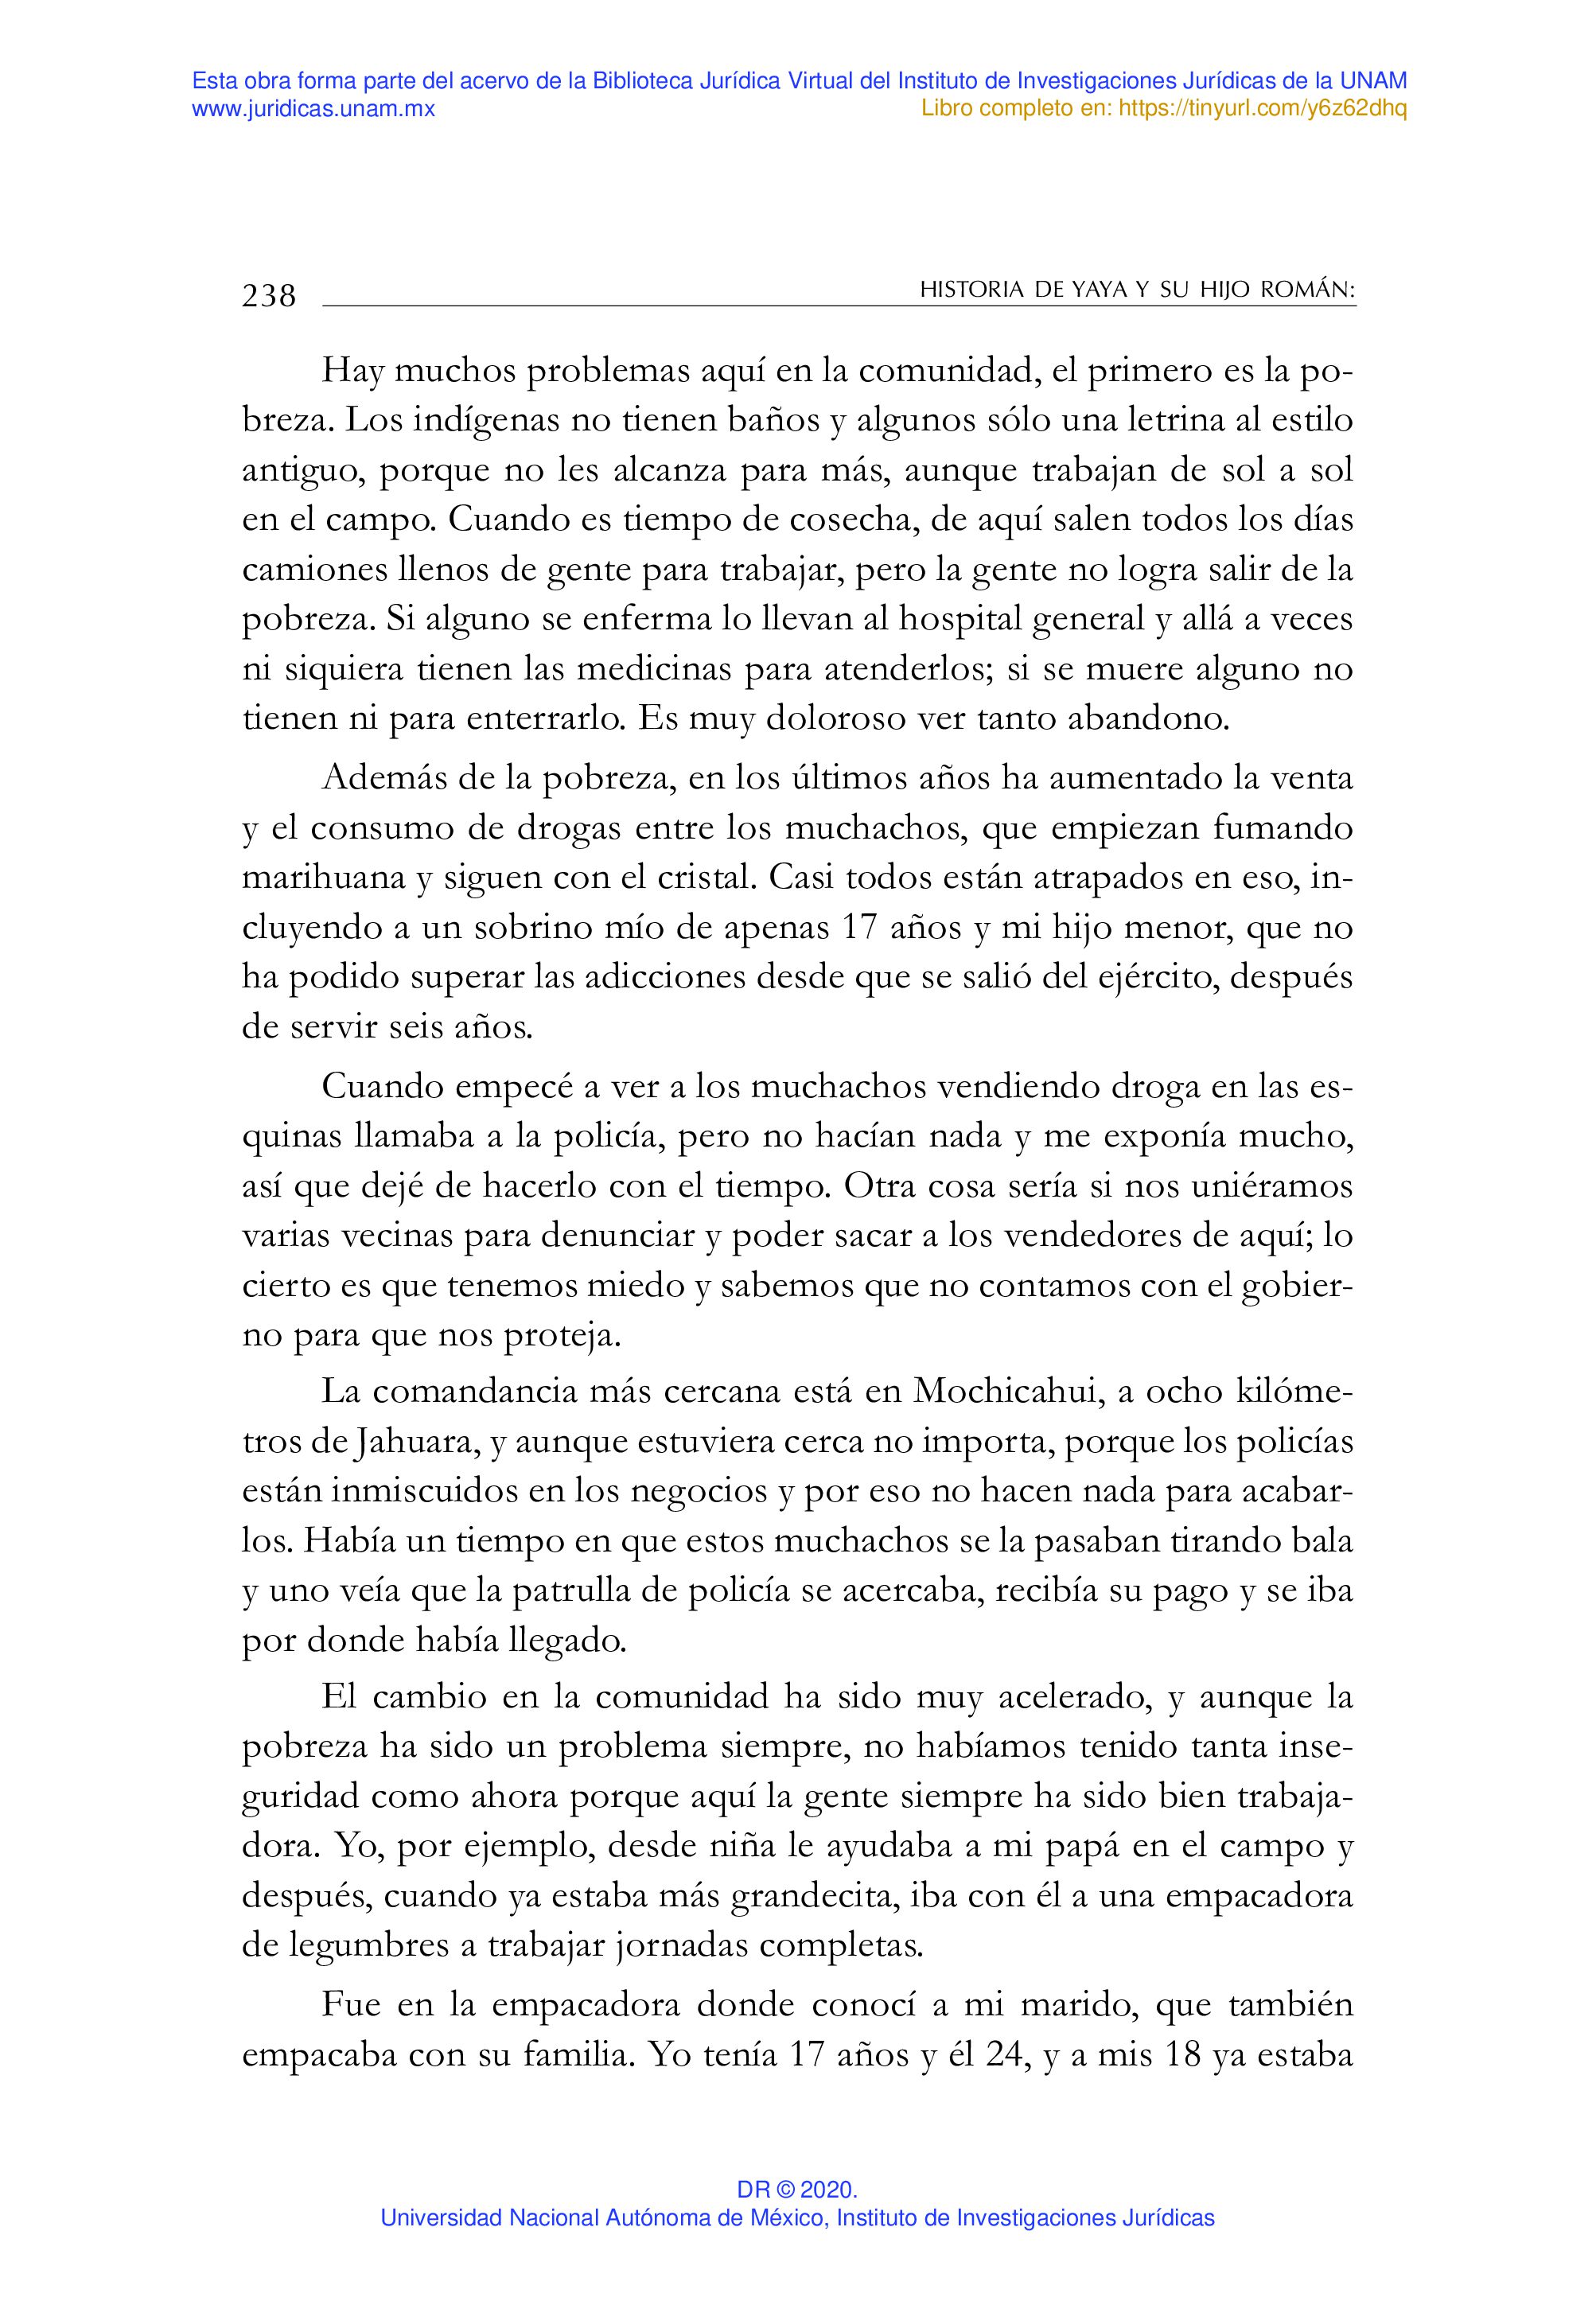 Esta obra forma parte del acervo de la Biblioteca Jurídica Virtual del Instituto de Investigaciones Jurídicas de la UNAM
www.juridicas.unam.mx
Libro completo en: https://tinyurl.com/y6z62dhq
238
HISTORIA DE YAYA Y SU HIJO ROMÁN:
Hay muchos problemas aquí en la comunidad, el primero es la po-
breza. Los indígenas no tienen baños y algunos sólo una letrina al estilo
antiguo, porque no les alcanza para más, aunque trabajan de sol a sol
en el campo. Cuando es tiempo de cosecha, de aquí salen todos los días
camiones llenos de gente para trabajar, pero la gente no logra salir de la
pobreza. Si alguno se enferma lo llevan al hospital general y allá a veces
ni siquiera tienen las medicinas para atenderlos; si se muere alguno no
tienen ni para enterrarlo. Es muy doloroso ver tanto abandono.
Además de la pobreza, en los últimos años ha aumentado la venta
y el consumo de drogas entre los muchachos, que empiezan fumando
marihuana y siguen con el cristal. Casi todos están atrapados en eso, in-
cluyendo a un sobrino mío de apenas 17 años y mi hijo menor, que no
ha podido superar las adicciones desde que se salió del ejército, después
de servir seis años.
Cuando empecé a ver a los muchachos vendiendo droga en las es-
quinas llamaba a la policía, pero no hacían nada y me exponía mucho,
así que dejé de hacerlo con el tiempo. Otra cosa sería si nos uniéramos
varias vecinas para denunciar y poder sacar a los vendedores de aquí; lo
cierto es que tenemos miedo y sabemos que no contamos con el gobier-
no para que nos proteja.
La comandancia más cercana está en Mochicahui, a ocho kilóme-
tros de Jahuara, y aunque estuviera cerca no importa, porque los policías
están inmiscuidos en los negocios y por eso no hacen nada para acabar-
los. Había un tiempo en que estos muchachos se la pasaban tirando bala
y uno veía que la patrulla de policía se acercaba, recibía su pago y se iba
por donde había llegado.
El cambio en la comunidad ha sido muy acelerado, y aunque la
pobreza ha sido un problema siempre, no habíamos tenido tanta inse-
guridad como ahora porque aquí la gente siempre ha sido bien trabaja-
dora. Yo, por ejemplo, desde niña le ayudaba a mi papá en el campo y
después, cuando ya estaba más grandecita, iba con él a una empacadora
de legumbres a trabajar jornadas completas.
Fue en la empacadora donde conocí a mi marido, que también
empacaba con su familia. Yo tenía 17 años y él 24, y a mis 18 ya estaba
DR © 2020.
Universidad Nacional Autónoma de México, Instituto de Investigaciones Jurídicas